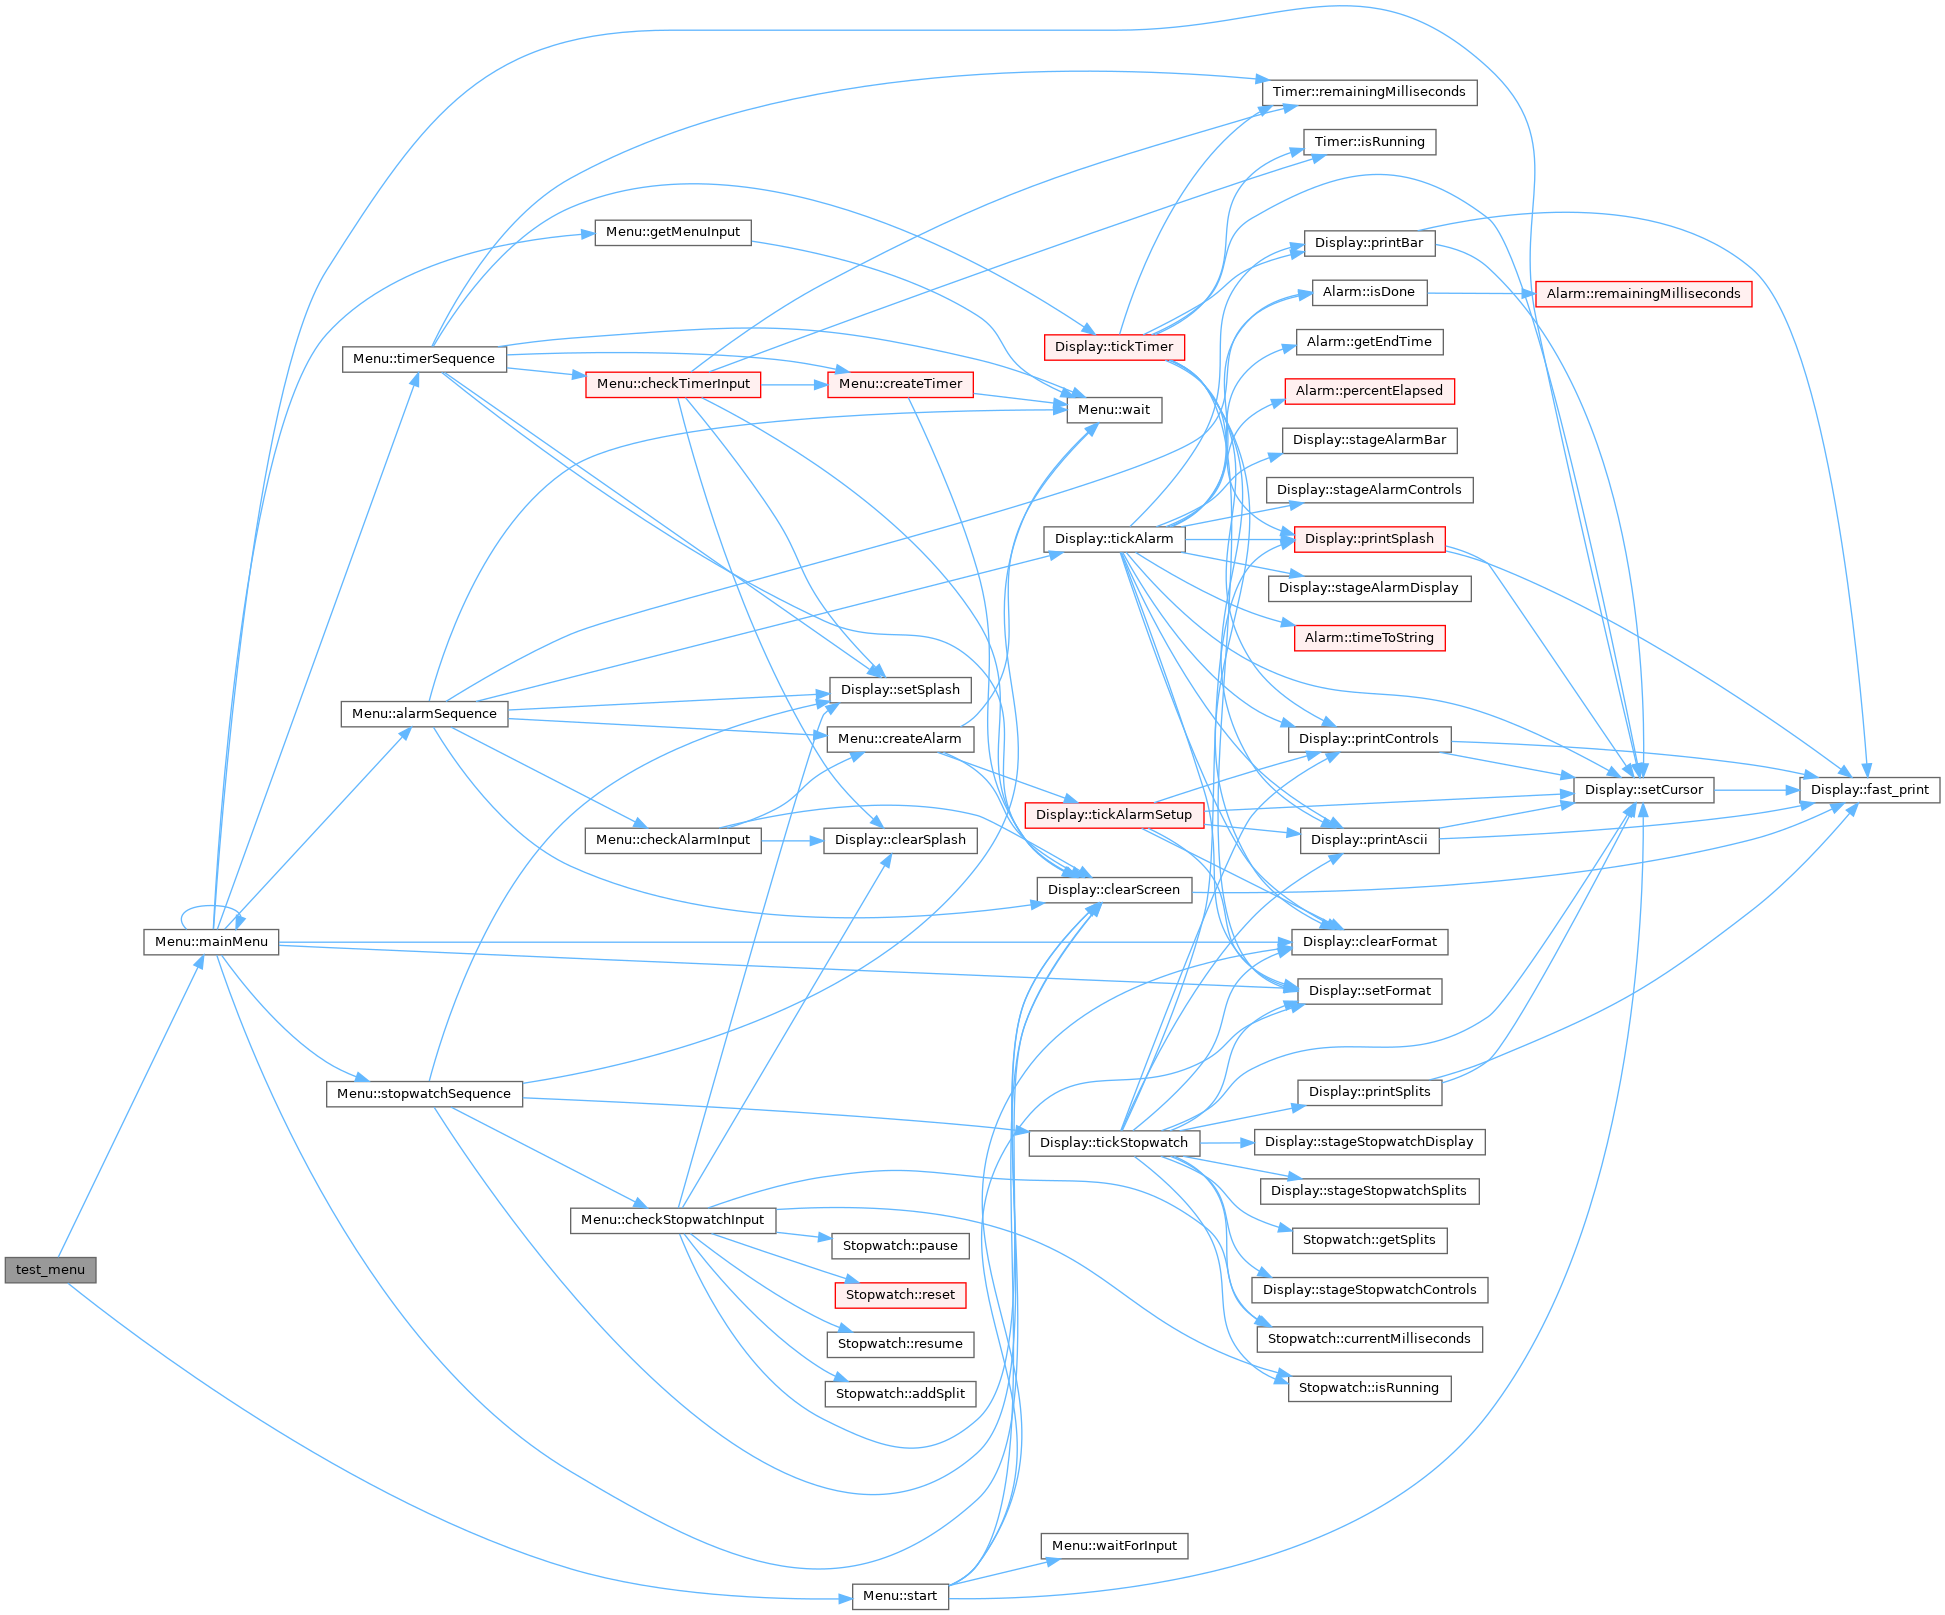 Timer::remainingMilliseconds
Timer::isRunning
Menu::getMenuInput
Display::printBar
Alarm::isDone
Alarm::remainingMilliseconds
Alarm::getEndTime
Display::tickTimer
Menu::timerSequence
Menu::checkTimerInput
Menu::createTimer
Alarm::percentElapsed
Menu::wait
Display::stageAlarmBar
Display::stageAlarmControls
Display::tickAlarm
Display::printSplash
Display::stageAlarmDisplay
Alarm::timeToString
Display::setSplash
Menu::alarmSequence
Menu::createAlarm
Display::printControls
Display::setCursor
Display::fast_print
Display::tickAlarmSetup
Menu::checkAlarmInput
Display::clearSplash
Display::printAscii
Display::clearScreen
Menu::mainMenu
Display::clearFormat
Display::setFormat
Menu::stopwatchSequence
Display::printSplits
Display::tickStopwatch
Display::stageStopwatchDisplay
Display::stageStopwatchSplits
Menu::checkStopwatchInput
Stopwatch::pause
Stopwatch::getSplits
test_menu
Stopwatch::reset
Display::stageStopwatchControls
Stopwatch::resume
Stopwatch::currentMilliseconds
Stopwatch::addSplit
Stopwatch::isRunning
Menu::waitForInput
Menu::start